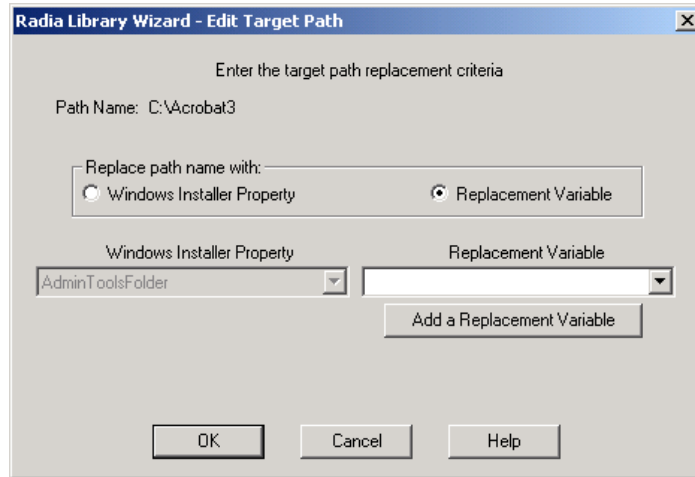 Radia Library Wizard - Edit Target Path
Enter the target path replacement criteria
Path Name: C:\Acrobat3
Replace path name with:
Windows Installer Property Replacement Variable
Windows Installer Property Replacement Variable
AdminToolsFolder
Add a Replacement Variable
OK Cancel Help